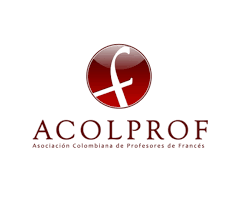 f
ACOLPROF
Asociación Colombiana de Profesores de Francés